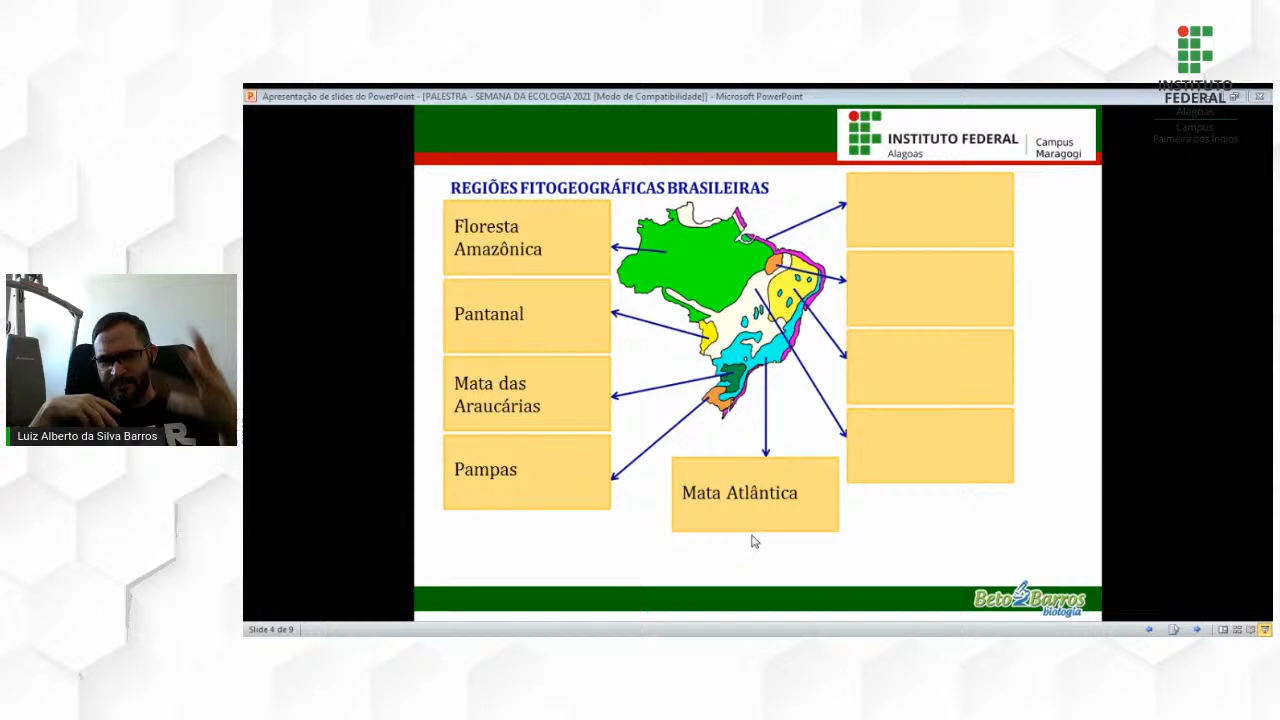 INSTITUTO
FEDERAL
Alagoas
Campus
Palmeira dos Índios
Apresentação de slides do PowerPoint - [PALESTRA - SEMANA DA ECOLOGIA 2021 [Modo de Compatibilidade]] - Microsoft PowerPoint
INSTITUTO FEDERAL
Alagoas
Campus
Maragogi
REGIÕES FITOGEOGRÁFICAS BRASILEIRAS
Floresta
Amazônica
Pantanal
Mata das
Araucárias
Pampas
Mata Atlântica
Luiz Alberto da Silva Barros
Beto Barros
biologia
Slide 4 de 9